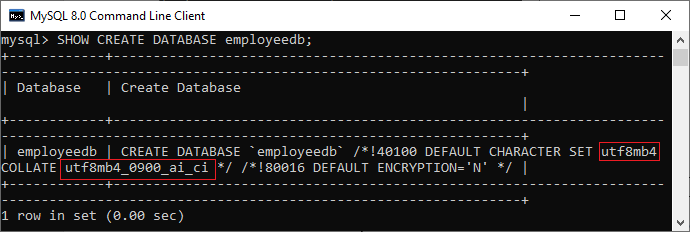 MySQL 8.0 Command Line Client
mysql> SHOW CREATE DATABASE employeedb;
+------------+---------------------------------------------------------------------
-----------------------------------------------------------------+
| Database   | Create Database
                                                                 |
+------------+---------------------------------------------------------------------
-----------------------------------------------------------------+
| employeedb | CREATE DATABASE `employeedb` /*!40100 DEFAULT CHARACTER SET utf8mb4
COLLATE utf8mb4_0900_ai_ci */ /*!80016 DEFAULT ENCRYPTION='N' */ |
+------------+---------------------------------------------------------------------
-----------------------------------------------------------------+
1 row in set (0.00 sec)